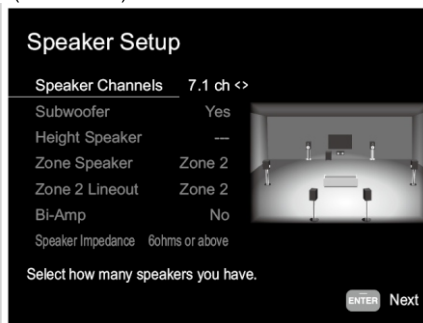 Speaker Setup
Speaker Channels 7.1 ch <>
Subwoofer Yes
Height Speaker ---
Zone Speaker Zone 2
Zone 2 Lineout Zone 2
Bi-Amp No
Speaker Impedance 6ohms or above
Select how many speakers you have.
ENTER Next